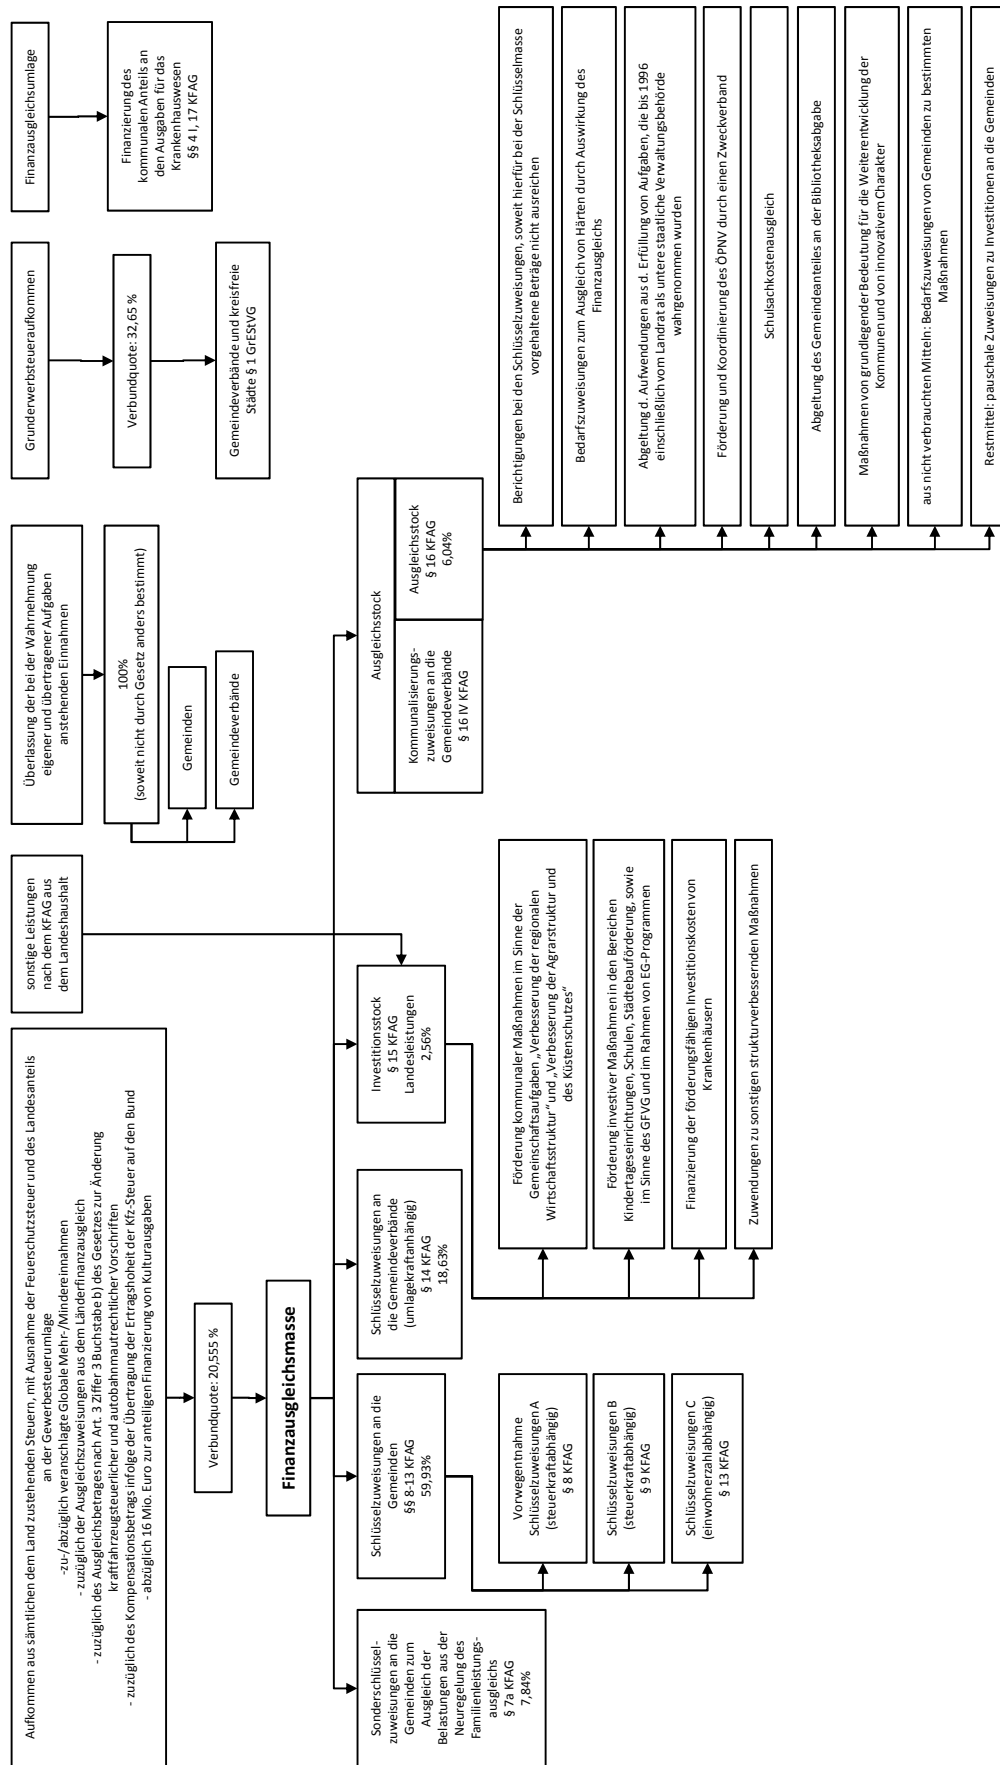 Aufkommen aus sämtlichen dem Land zustehenden Steuern, mit Ausnahme der Feuerschutzsteuer und des Landesanteils
an der Gewerbesteuerumlage
-zu-/abzüglich veranschlagte Globale Mehr-/Mindereinnahmen
- zuzüglich der Ausgleichszuweisungen aus dem Länderfinanzausgleich
- zuzüglich des Ausgleichsbetrages nach Art. 3 Ziffer 3 Buchstabe b) des Gesetzes zur Änderung
kraftfahrzeugsteuerlicher und autobahnmautrechtlicher Vorschriften
- zuzüglich des Kompensationsbetrags infolge der Übertragung der Ertragshoheit der Kfz-Steuer auf den Bund
- abzüglich 16 Mio. Euro zur anteiligen Finanzierung von Kulturausgaben
sonstige Leistungen
nach dem KFAG aus
dem Landeshaushalt
Überlassung der bei der Wahrnehmung
eigener und übertragener Aufgaben
anstehenden Einnahmen
Grunderwerbsteueraufkommen
Finanzausgleichsumlage
Verbundquote: 20,555 %
100%
(soweit nicht durch Gesetz anders bestimmt)
Gemeinden
Gemeindeverbände
Verbundquote: 32,65 %
Gemeindeverbände und kreisfreie
Städte § 1 GrEStVG
Finanzierung des
kommunalen Anteils an
den Ausgaben für das
Krankenhauswesen
§§ 4 I, 17 KFAG
Finanzausgleichsmasse
Sonderschlüssel-
zuweisungen an die
Gemeinden zum
Ausgleich der
Belastungen aus der
Neuregelung des
Familienleistungs-
ausgleichs
§ 7a KFAG
7,84%
Schlüsselzuweisungen an die
Gemeinden
§§ 8-13 KFAG
59,93%
Schlüsselzuweisungen an
die Gemeindeverbände
(umlagekraftanhängig)
§ 14 KFAG
18,63%
Investitionsstock
§ 15 KFAG
Landesleistungen
2,56%
Ausgleichsstock
Kommunalisierungs-
zuweisungen an die
Gemeindeverbände
§ 16 IV KFAG
Ausgleichsstock
§ 16 KFAG
6,04%
Vorwegentnahme
Schlüsselzuweisungen A
(steuerkraftabhängig)
§ 8 KFAG
Schlüsselzuweisungen B
(steuerkraftabhängig)
§ 9 KFAG
Schlüsselzuweisungen C
(einwohnerzahlabhängig)
§ 13 KFAG
Förderung kommunaler Maßnahmen im Sinne der
Gemeinschaftsaufgaben „Verbesserung der regionalen
Wirtschaftsstruktur“ und „Verbesserung der Agrarstruktur und
des Küstenschutzes“
Förderung investiver Maßnahmen in den Bereichen
Kindertageseinrichtungen, Schulen, Städtebauförderung, sowie
im Sinne des GFVG und im Rahmen von EG-Programmen
Finanzierung der förderungsfähigen Investitionskosten von
Krankenhäusern
Zuwendungen zu sonstigen strukturverbessernden Maßnahmen
Berichtigungen bei den Schlüsselzuweisungen, soweit hierfür bei der Schlüsselmasse
vorgehaltene Beträge nicht ausreichen
Bedarfszuweisungen zum Ausgleich von Härten durch Auswirkung des
Finanzausgleichs
Abgeltung d. Aufwendungen aus d. Erfüllung von Aufgaben, die bis 1996
einschließlich vom Landrat als untere staatliche Verwaltungsbehörde
wahrgenommen wurden
Förderung und Koordinierung des ÖPNV durch einen Zweckverband
Schulsachkostenausgleich
Abgeltung des Gemeindeanteiles an der Bibliotheksabgabe
Maßnahmen von grundlegender Bedeutung für die Weiterentwicklung der
Kommunen und von innovativem Charakter
aus nicht verbrauchten Mitteln: Bedarfszuweisungen von Gemeinden zu bestimmten
Maßnahmen
Restmittel: pauschale Zuweisungen zu Investitionen an die Gemeinden